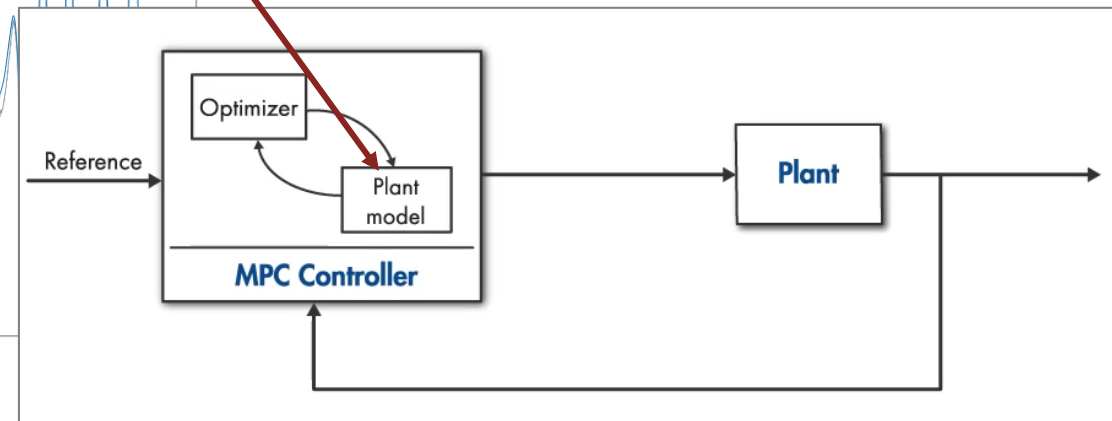 Optimizer
Reference
Plant
model
Plant
MPC Controller